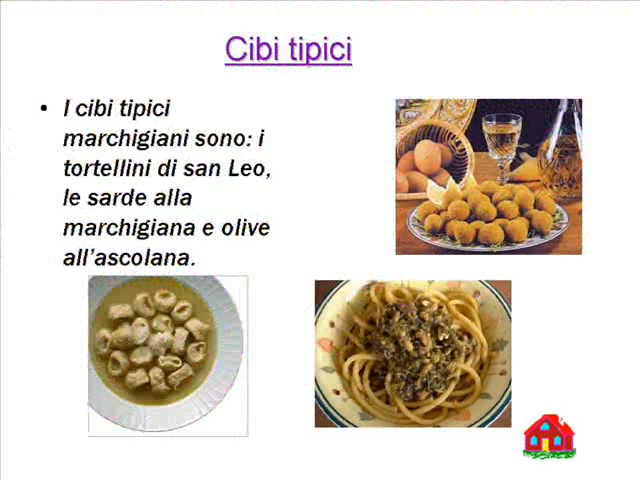 Cibi tipici
• I cibi tipici
marchigiani sono: i
tortellini di san Leo,
le sarde alla
marchigiana e olive
all'ascolana.